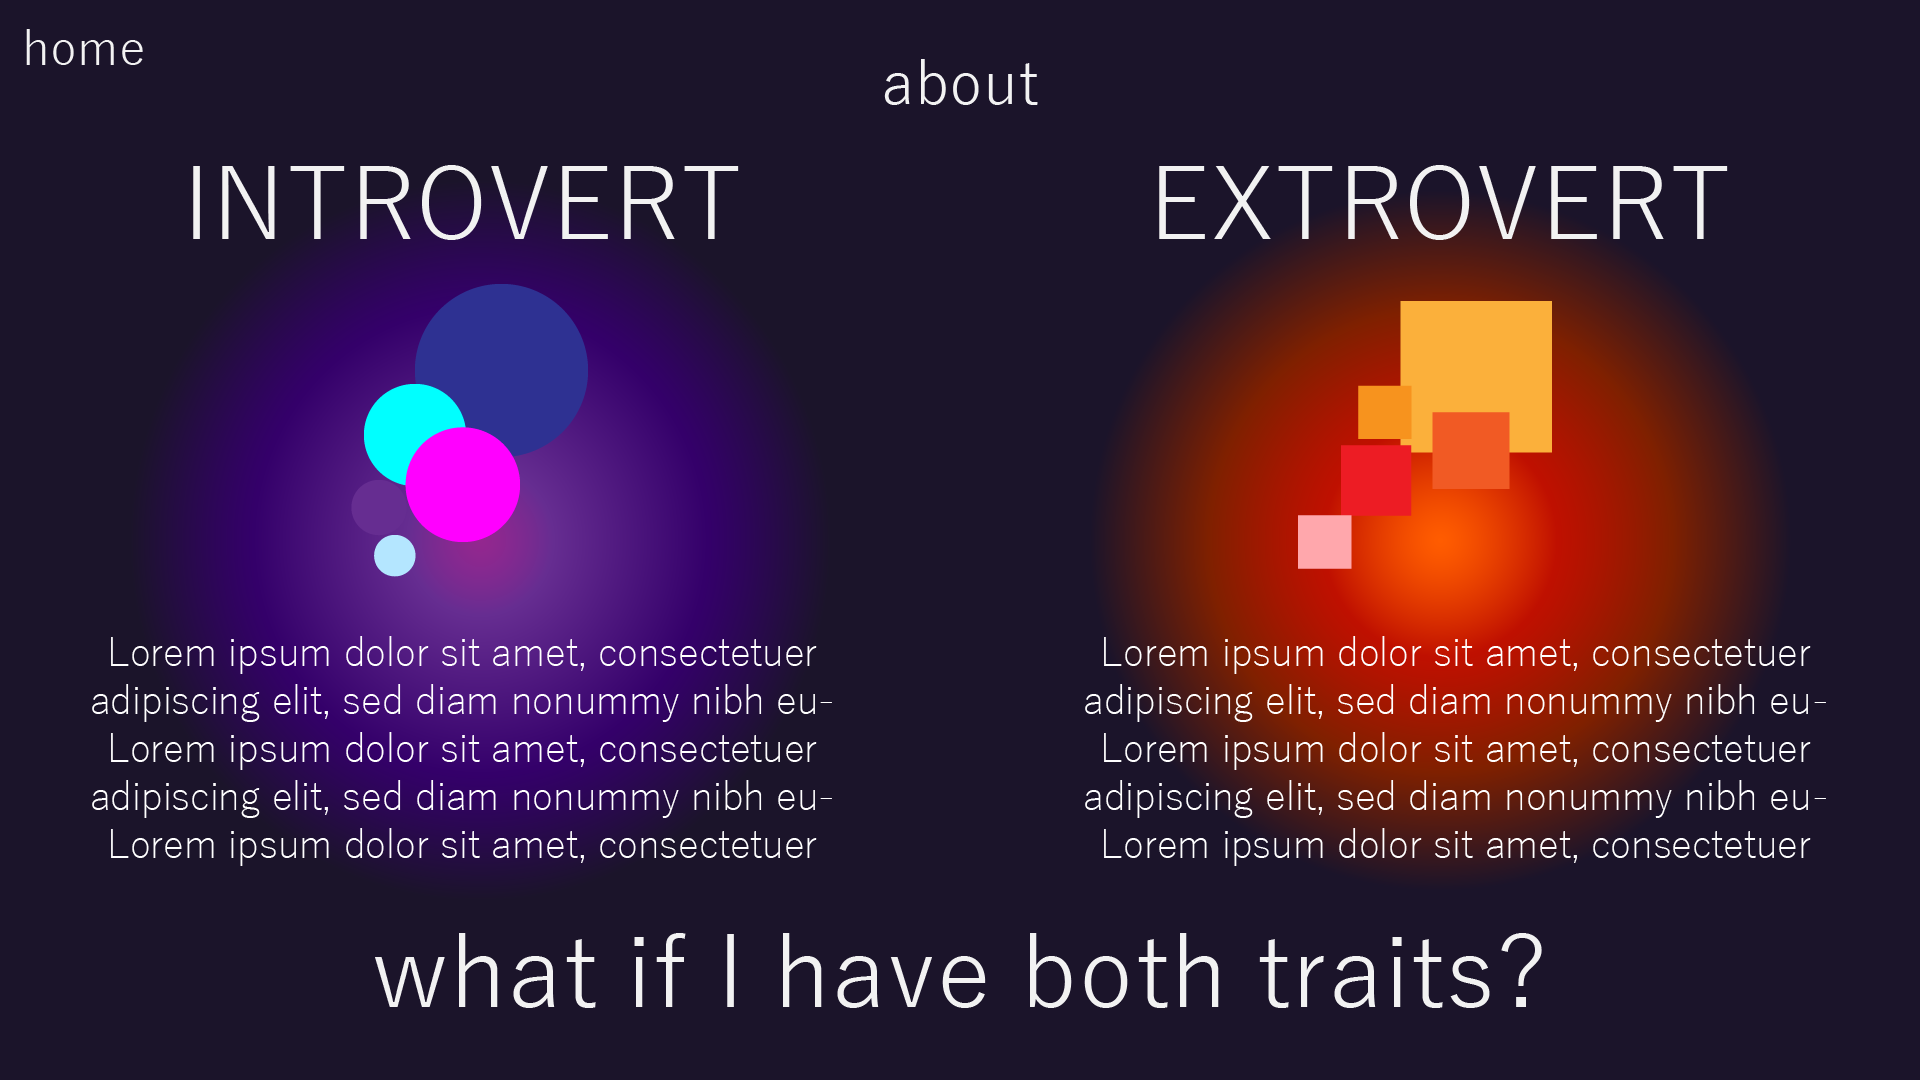 home
about
INTROVERT
Lorem ipsum dolor sit amet, consectetuer
adipiscing elit, sed diam nonummy nibh eu-
Lorem ipsum dolor sit amet, consectetuer
adipiscing elit, sed diam nonummy nibh eu-
Lorem ipsum dolor sit amet, consectetuer
EXTROVERT
Lorem ipsum dolor sit amet, consectetuer
adipiscing elit, sed diam nonummy nibh eu-
Lorem ipsum dolor sit amet, consectetuer
adipiscing elit, sed diam nonummy nibh eu-
Lorem ipsum dolor sit amet, consectetuer
what if I have both traits?